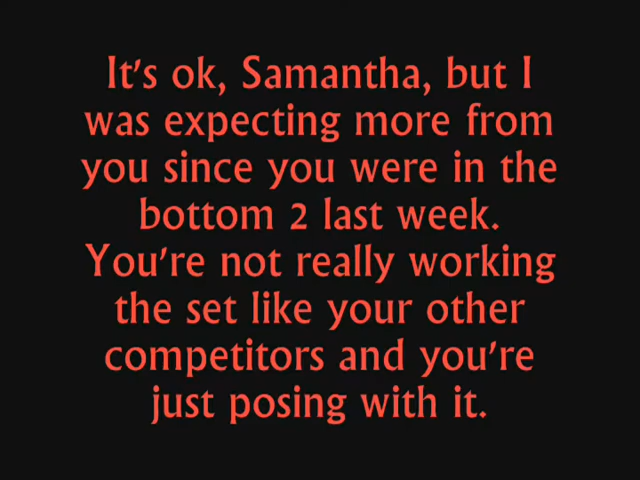 It's ok, Samantha, but I
was expecting more from
you since you were in the
bottom 2 last week.
You're not really working
the set like your other
competitors and you're
just posing with it.